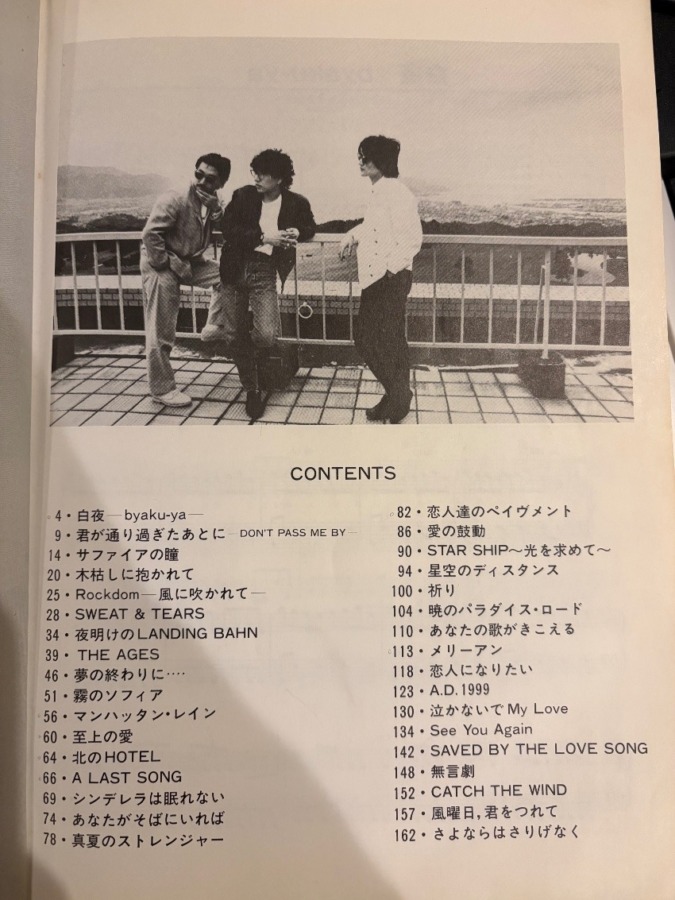 CONTENTS
4・白夜—byaku-ya—
9・君が通り過ぎたあとに—DON'T PASS ME BY—
14・サファイアの瞳
20・木枯しに抱かれて
25・Rockdom—風に吹かれて—
28・SWEAT & TEARS
34・夜明けのLANDING BAHN
39・THE AGES
46・夢の終わりに‥‥
51・霧のソフィア
56・マンハッタン・レイン
60・至上の愛
64・北のHOTEL
66・A LAST SONG
69・シンデレラは眠れない
74・あなたがそばにいれば
78・真夏のストレンジャー
82・恋人達のペイヴメント
86・愛の鼓動
90・STAR SHIP〜光を求めて〜
94・星空のディスタンス
100・祈り
104・暁のパラダイス・ロード
110・あなたの歌がきこえる
113・メリーアン
118・恋人になりたい
123・A.D.1999
130・泣かないでMy Love
134・See You Again
142・SAVED BY THE LOVE SONG
148・無言劇
152・CATCH THE WIND
157・風曜日,君をつれて
162・さよならはさりげなく